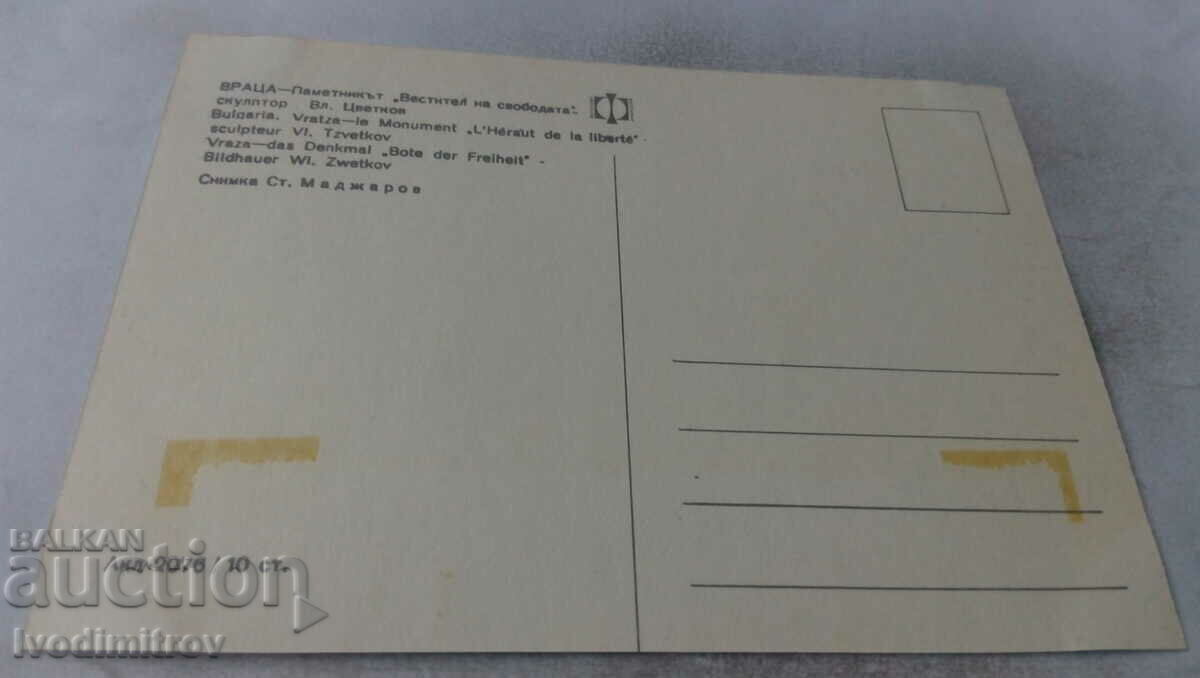 ВРАЦА—Паметникът „Вестител на свободата".
скулптор Вл. Цветков
Bulgaria. Vratza—le Monument „L'Héraut de la liberté" -
sculpteur Vl. Tzvetkov
Vraza—das Denkmal „Bote der Freiheit" -
Bildhauer Wl. Zwetkov
Снимка Ст. Маджаров
10 ст.
BALKAN
auction
Ivodimitrov